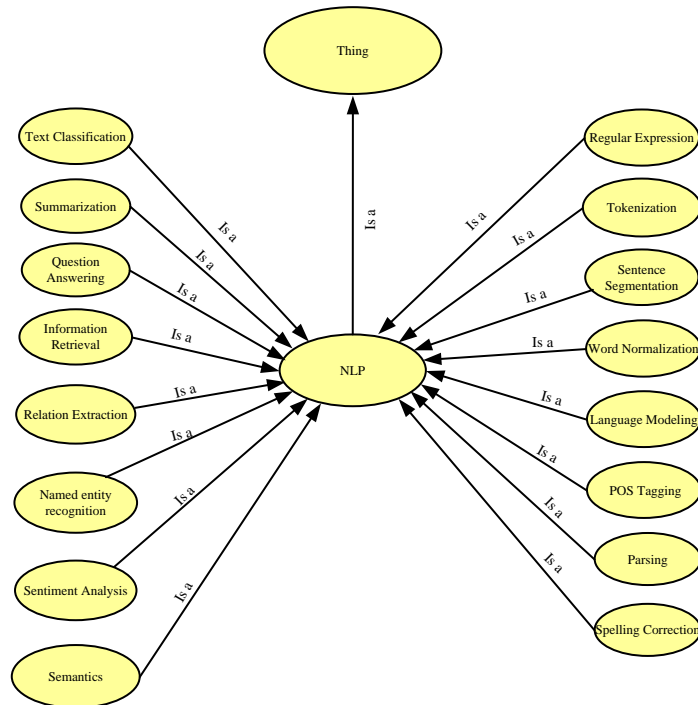 Thing
Is a
Text Classification
Is a
Summarization
Is a
Question
Answering
Is a
Information
Retrieval
Is a
Relation Extraction
Is a
Named entity
recognition
Is a
Sentiment Analysis
Is a
Semantics
Is a
NLP
Regular Expression
Is a
Tokenization
Is a
Sentence
Segmentation
Is a
Word Normalization
Is a
Language Modeling
Is a
POS Tagging
Is a
Parsing
Is a
Spelling Correction
Is a